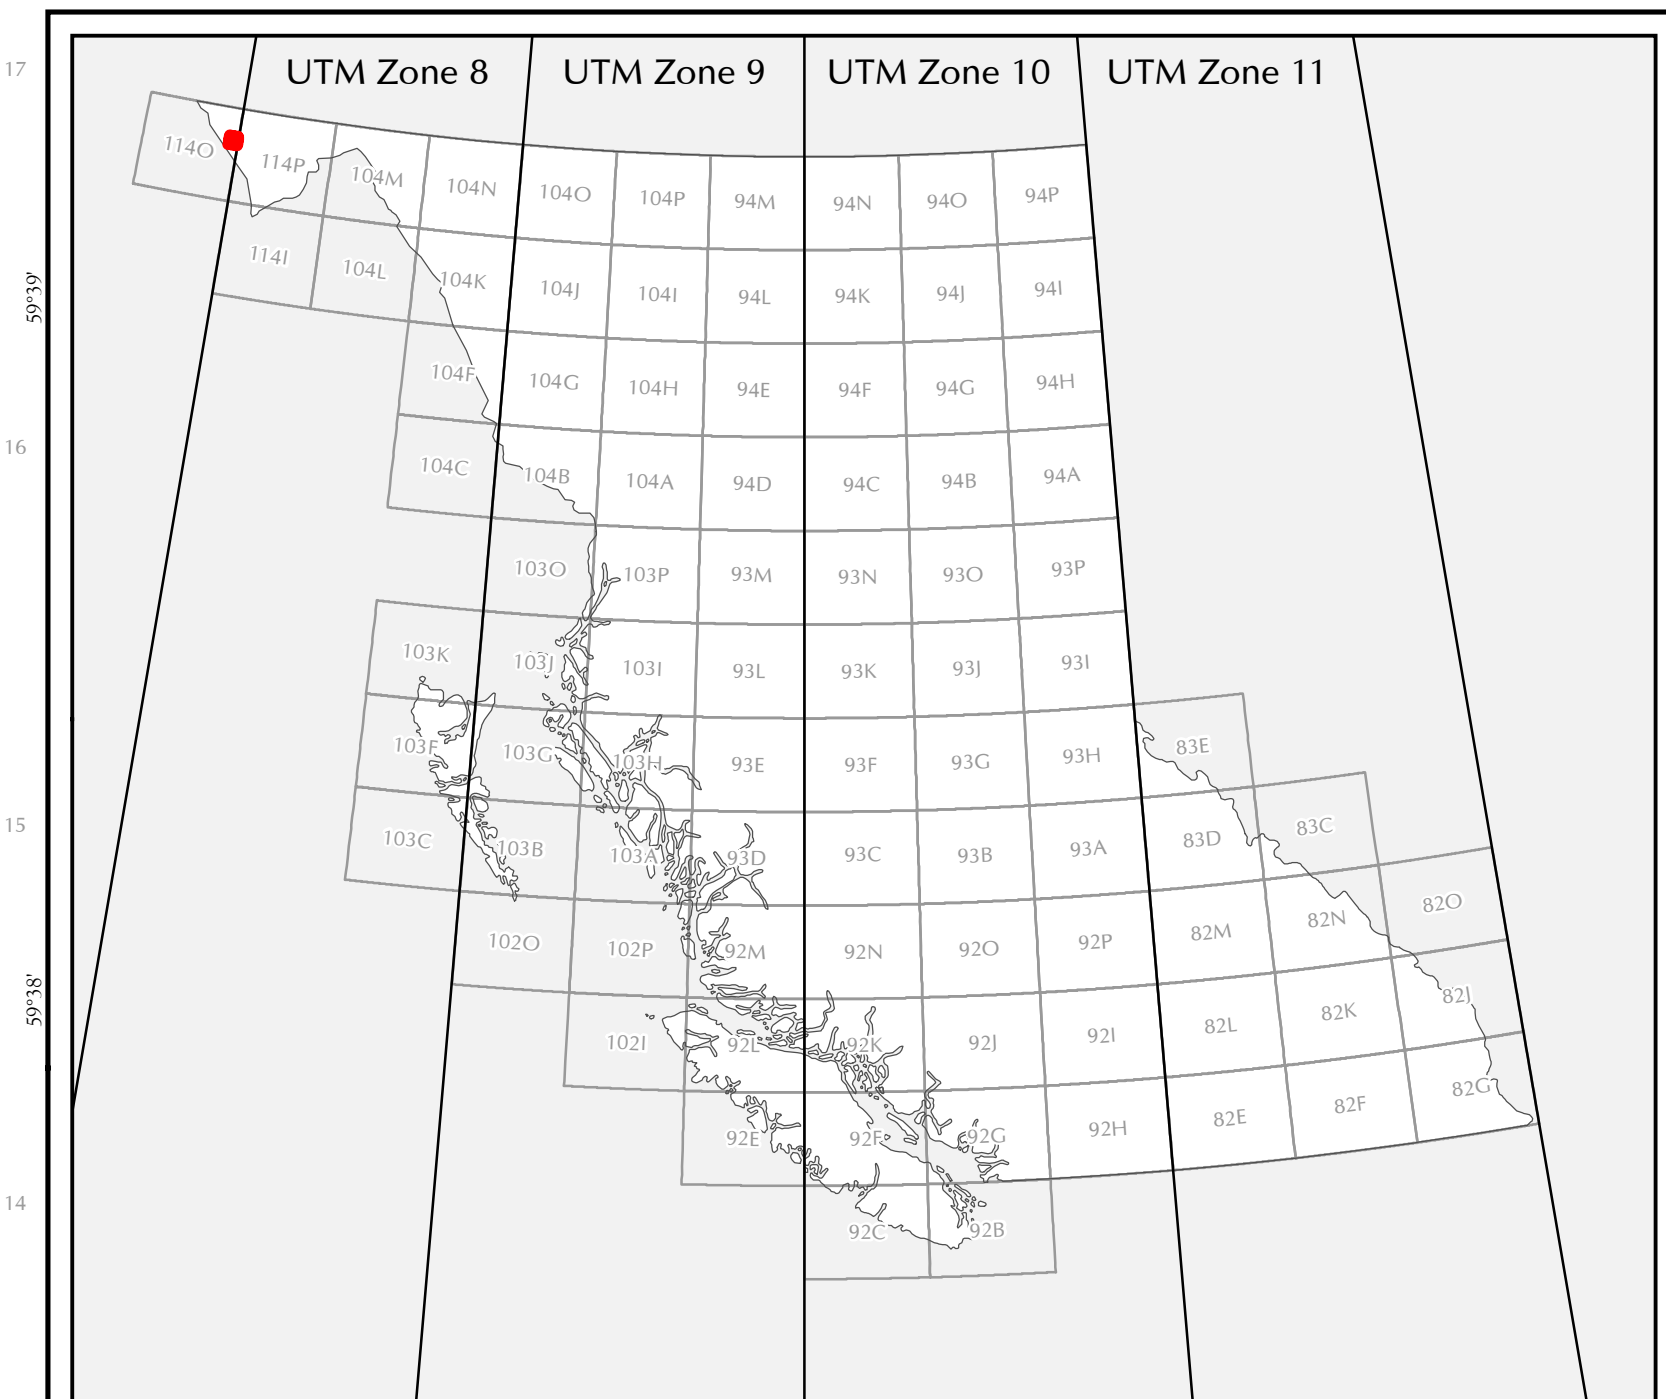 UTM Zone 8 UTM Zone 9 UTM Zone 10 UTM Zone 11
17
114O 114P 104M 104N 104O 104P 94M 94N 94O 94P
114I 104L 104K 104J 104I 94L 94K 94J 94I
59°39'
104F 104G 104H 94E 94F 94G 94H
16
104C 104B 104A 94D 94C 94B 94A
103O 103P 93M 93N 93O 93P
103K 103J 103I 93L 93K 93J 93I
103F 103G 103H 93E 93F 93G 93H 83E
15
103C 103B 103A 93D 93C 93B 93A 83D 83C
102O 102P 92M 92N 92O 92P 82M 82N 82O
59°38'
102I 92L 92K 92J 92I 82L 82K 82J
92E 92F 92G 92H 82E 82F 82G
14
92C 92B